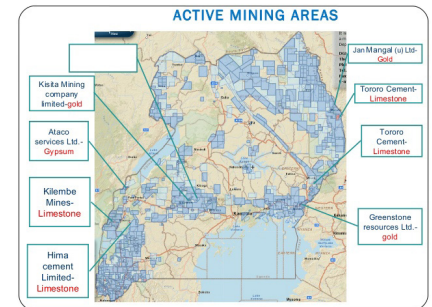 ACTIVE MINING AREAS
Jan Mangal (u) Ltd-
Gold
Kisita Mining
company
limited-gold
Tororo Cement-
Limestone
Ataco
services Ltd.-
Gypsum
Tororo
Cement-
Limestone
Kilembe
Mines-
Limestone
Greenstone
resources Ltd.-
gold
Hima
cement
Limited-
Limestone